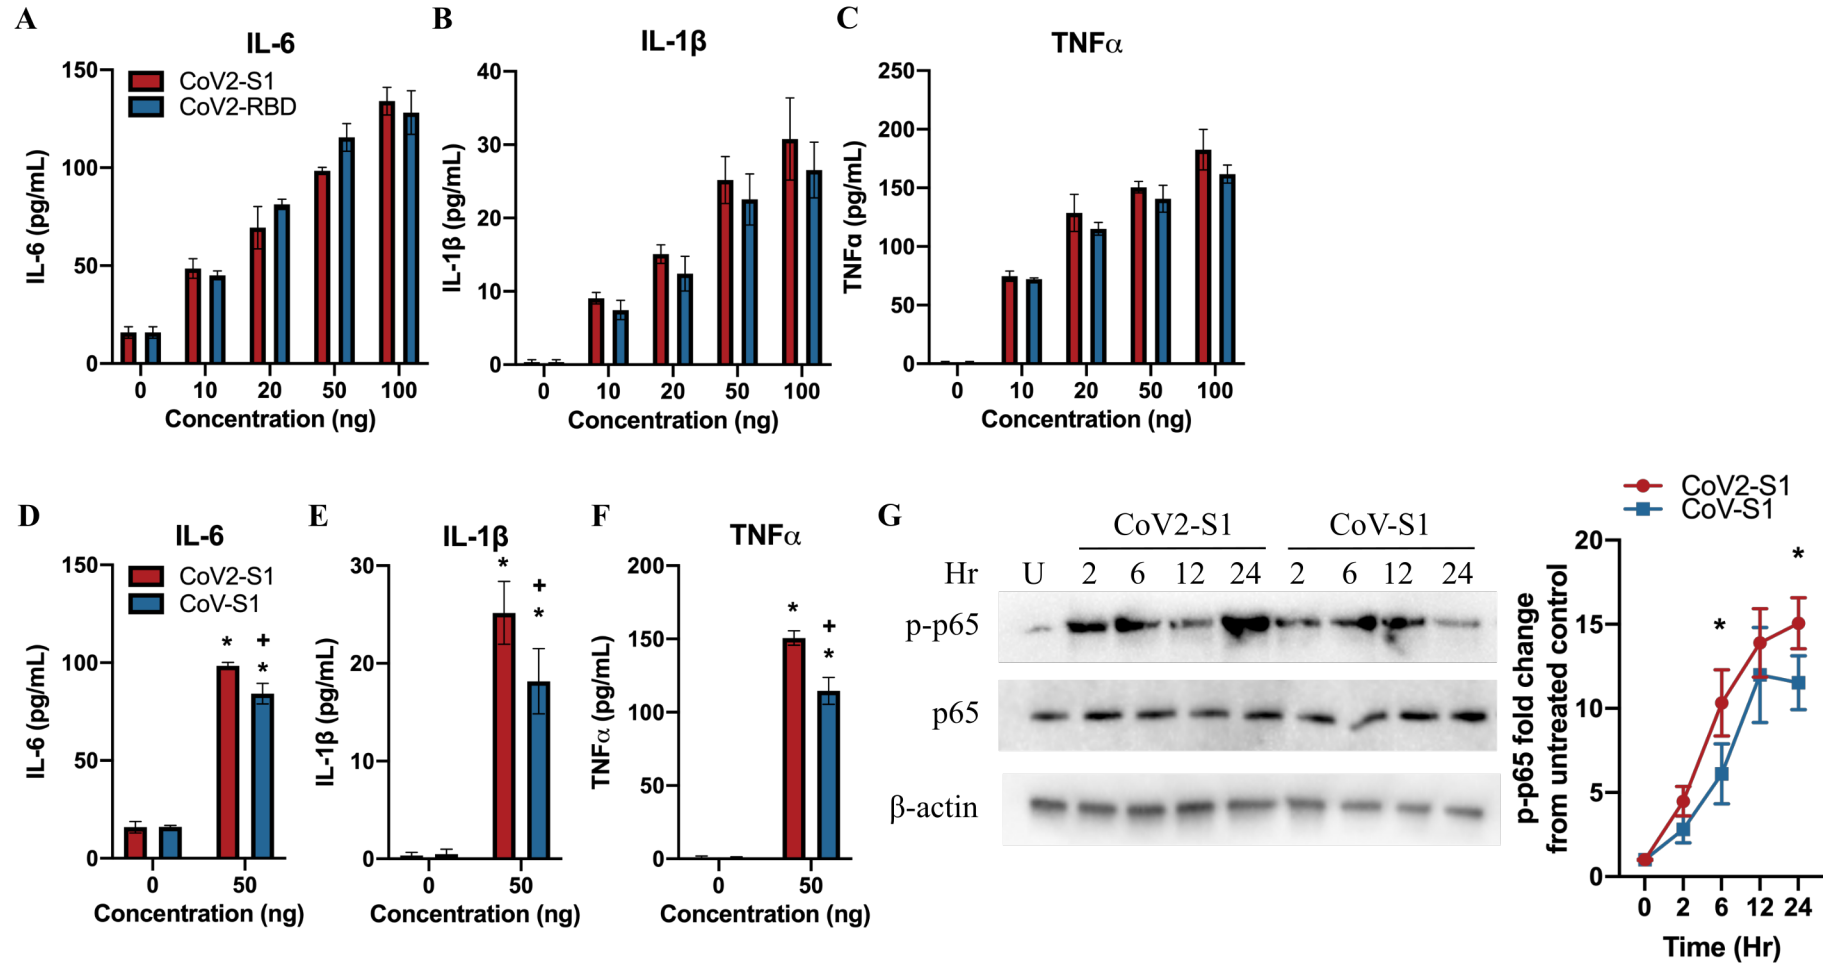 A
IL-6
CoV2-S1
CoV2-RBD
IL-6 (pg/mL)
150
100
50
0
0 10 20 50 100
Concentration (ng)
B
IL-1β
IL-1β (pg/mL)
40
30
20
10
0
0 10 20 50 100
Concentration (ng)
C
TNFα
TNFα (pg/mL)
250
200
150
100
50
0
0 10 20 50 100
Concentration (ng)
D
IL-6
CoV2-S1
CoV-S1
IL-6 (pg/mL)
150
100
50
0
* + *
0 50
Concentration (ng)
E
IL-1β
IL-1β (pg/mL)
30
20
10
0
* + *
0 50
Concentration (ng)
F
TNFα
TNFα (pg/mL)
200
150
100
50
0
* + *
0 50
Concentration (ng)
G
CoV2-S1 CoV-S1
Hr U 2 6 12 24 2 6 12 24
p-p65
p65
β-actin
CoV2-S1
CoV-S1
p-p65 fold change
from untreated control
20
15
10
5
0
* *
0 2 6 12 24
Time (Hr)